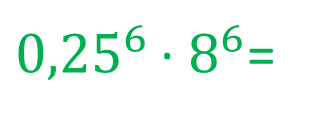 0,25⁶ · 8⁶=